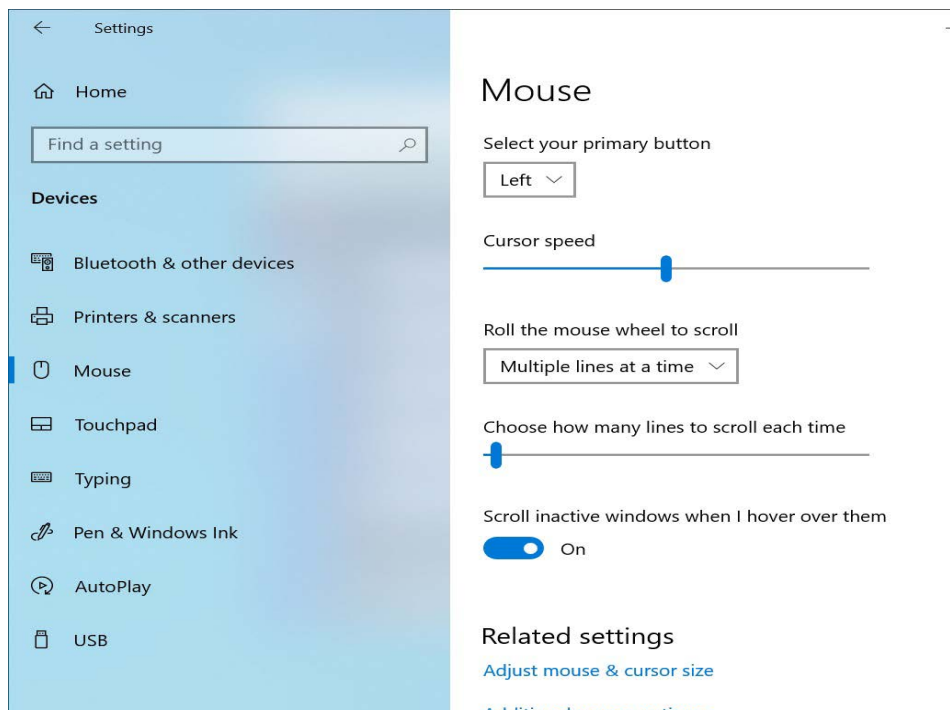 Settings
Home
Find a setting
Devices
Bluetooth & other devices
Printers & scanners
Mouse
Touchpad
Typing
Pen & Windows Ink
AutoPlay
USB
Mouse
Select your primary button
Left
Cursor speed
Roll the mouse wheel to scroll
Multiple lines at a time
Choose how many lines to scroll each time
Scroll inactive windows when I hover over them
On
Related settings
Adjust mouse & cursor size